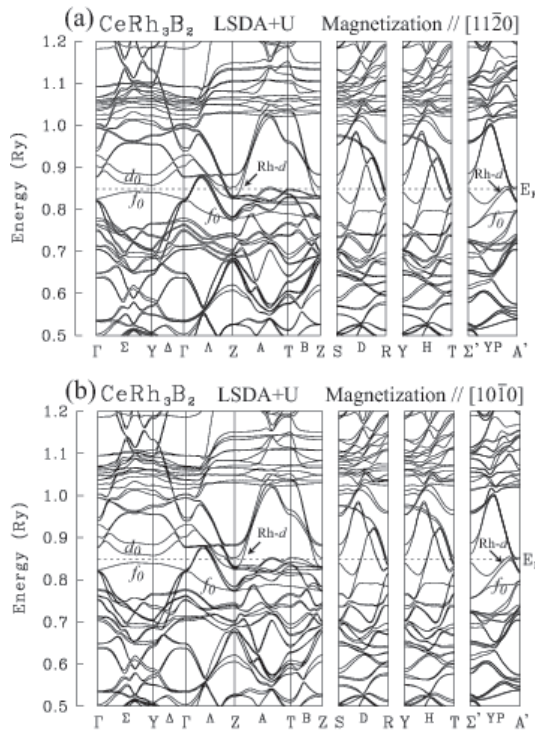 (a) CeRh₃B₂ LSDA+U Magnetization // [112̄0]
1.2
1.1
1.0
0.9
0.8
0.7
0.6
0.5
Energy (Ry)
d₀
f₀
f₀
Rh-d
Rh-d
f₀
E_F
Γ Σ Y Δ Γ Λ Z A T B Z S D R Y H T Σ' YP A'
(b) CeRh₃B₂ LSDA+U Magnetization // [101̄0]
1.2
1.1
1.0
0.9
0.8
0.7
0.6
0.5
Energy (Ry)
d₀
f₀
f₀
Rh-d
Rh-d
f₀
Γ Σ Y Δ Γ Λ Z A T B Z S D R Y H T Σ' YP A'